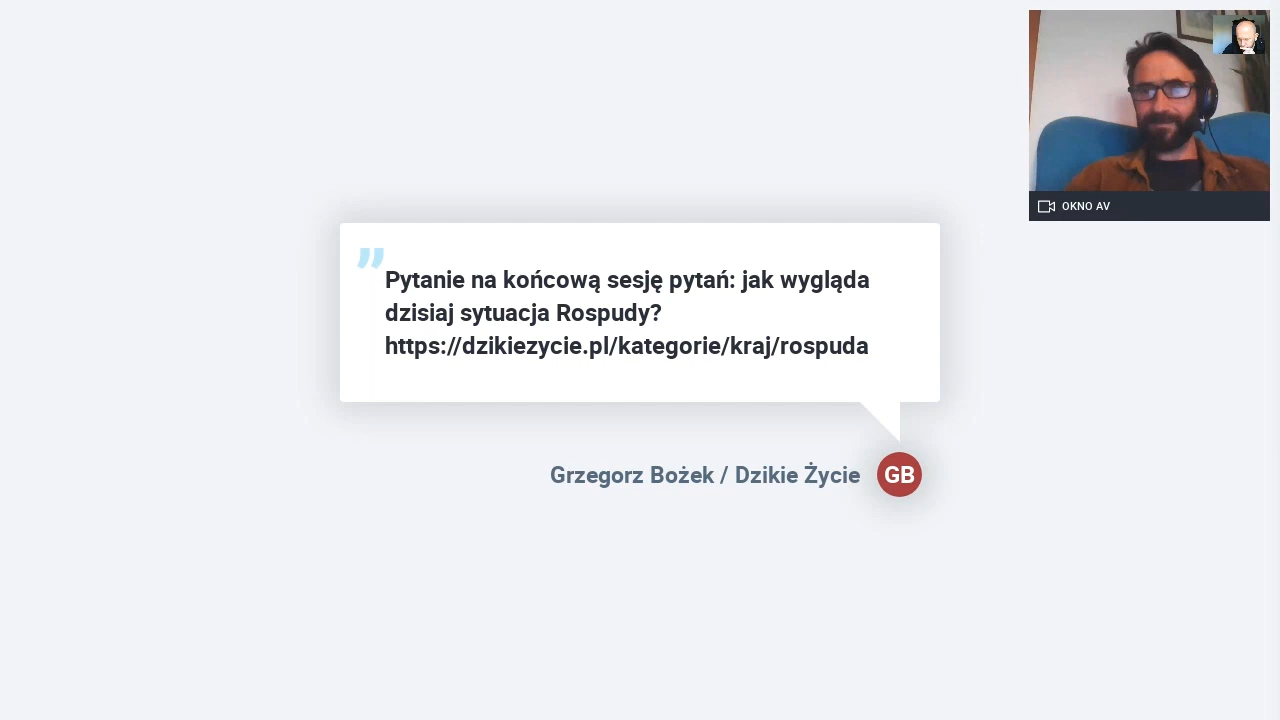 OKNO AV
” Pytanie na końcową sesję pytań: jak wygląda
dzisiaj sytuacja Rospudy?
https://dzikiezycie.pl/kategorie/kraj/rospuda
Grzegorz Bożek / Dzikie Życie GB